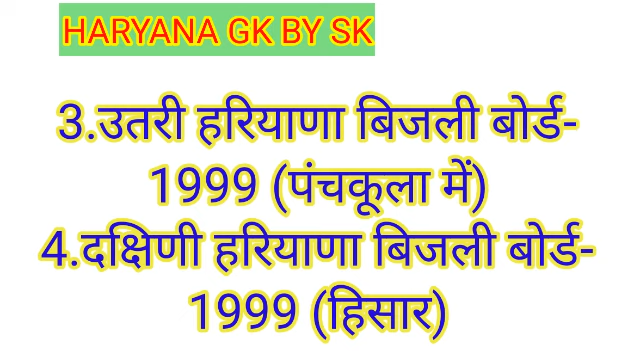 HARYANA GK BY SK
3.उतरी हरियाणा बिजली बोर्ड-
1999 (पंचकूला में)
4.दक्षिणी हरियाणा बिजली बोर्ड-
1999 (हिसार)